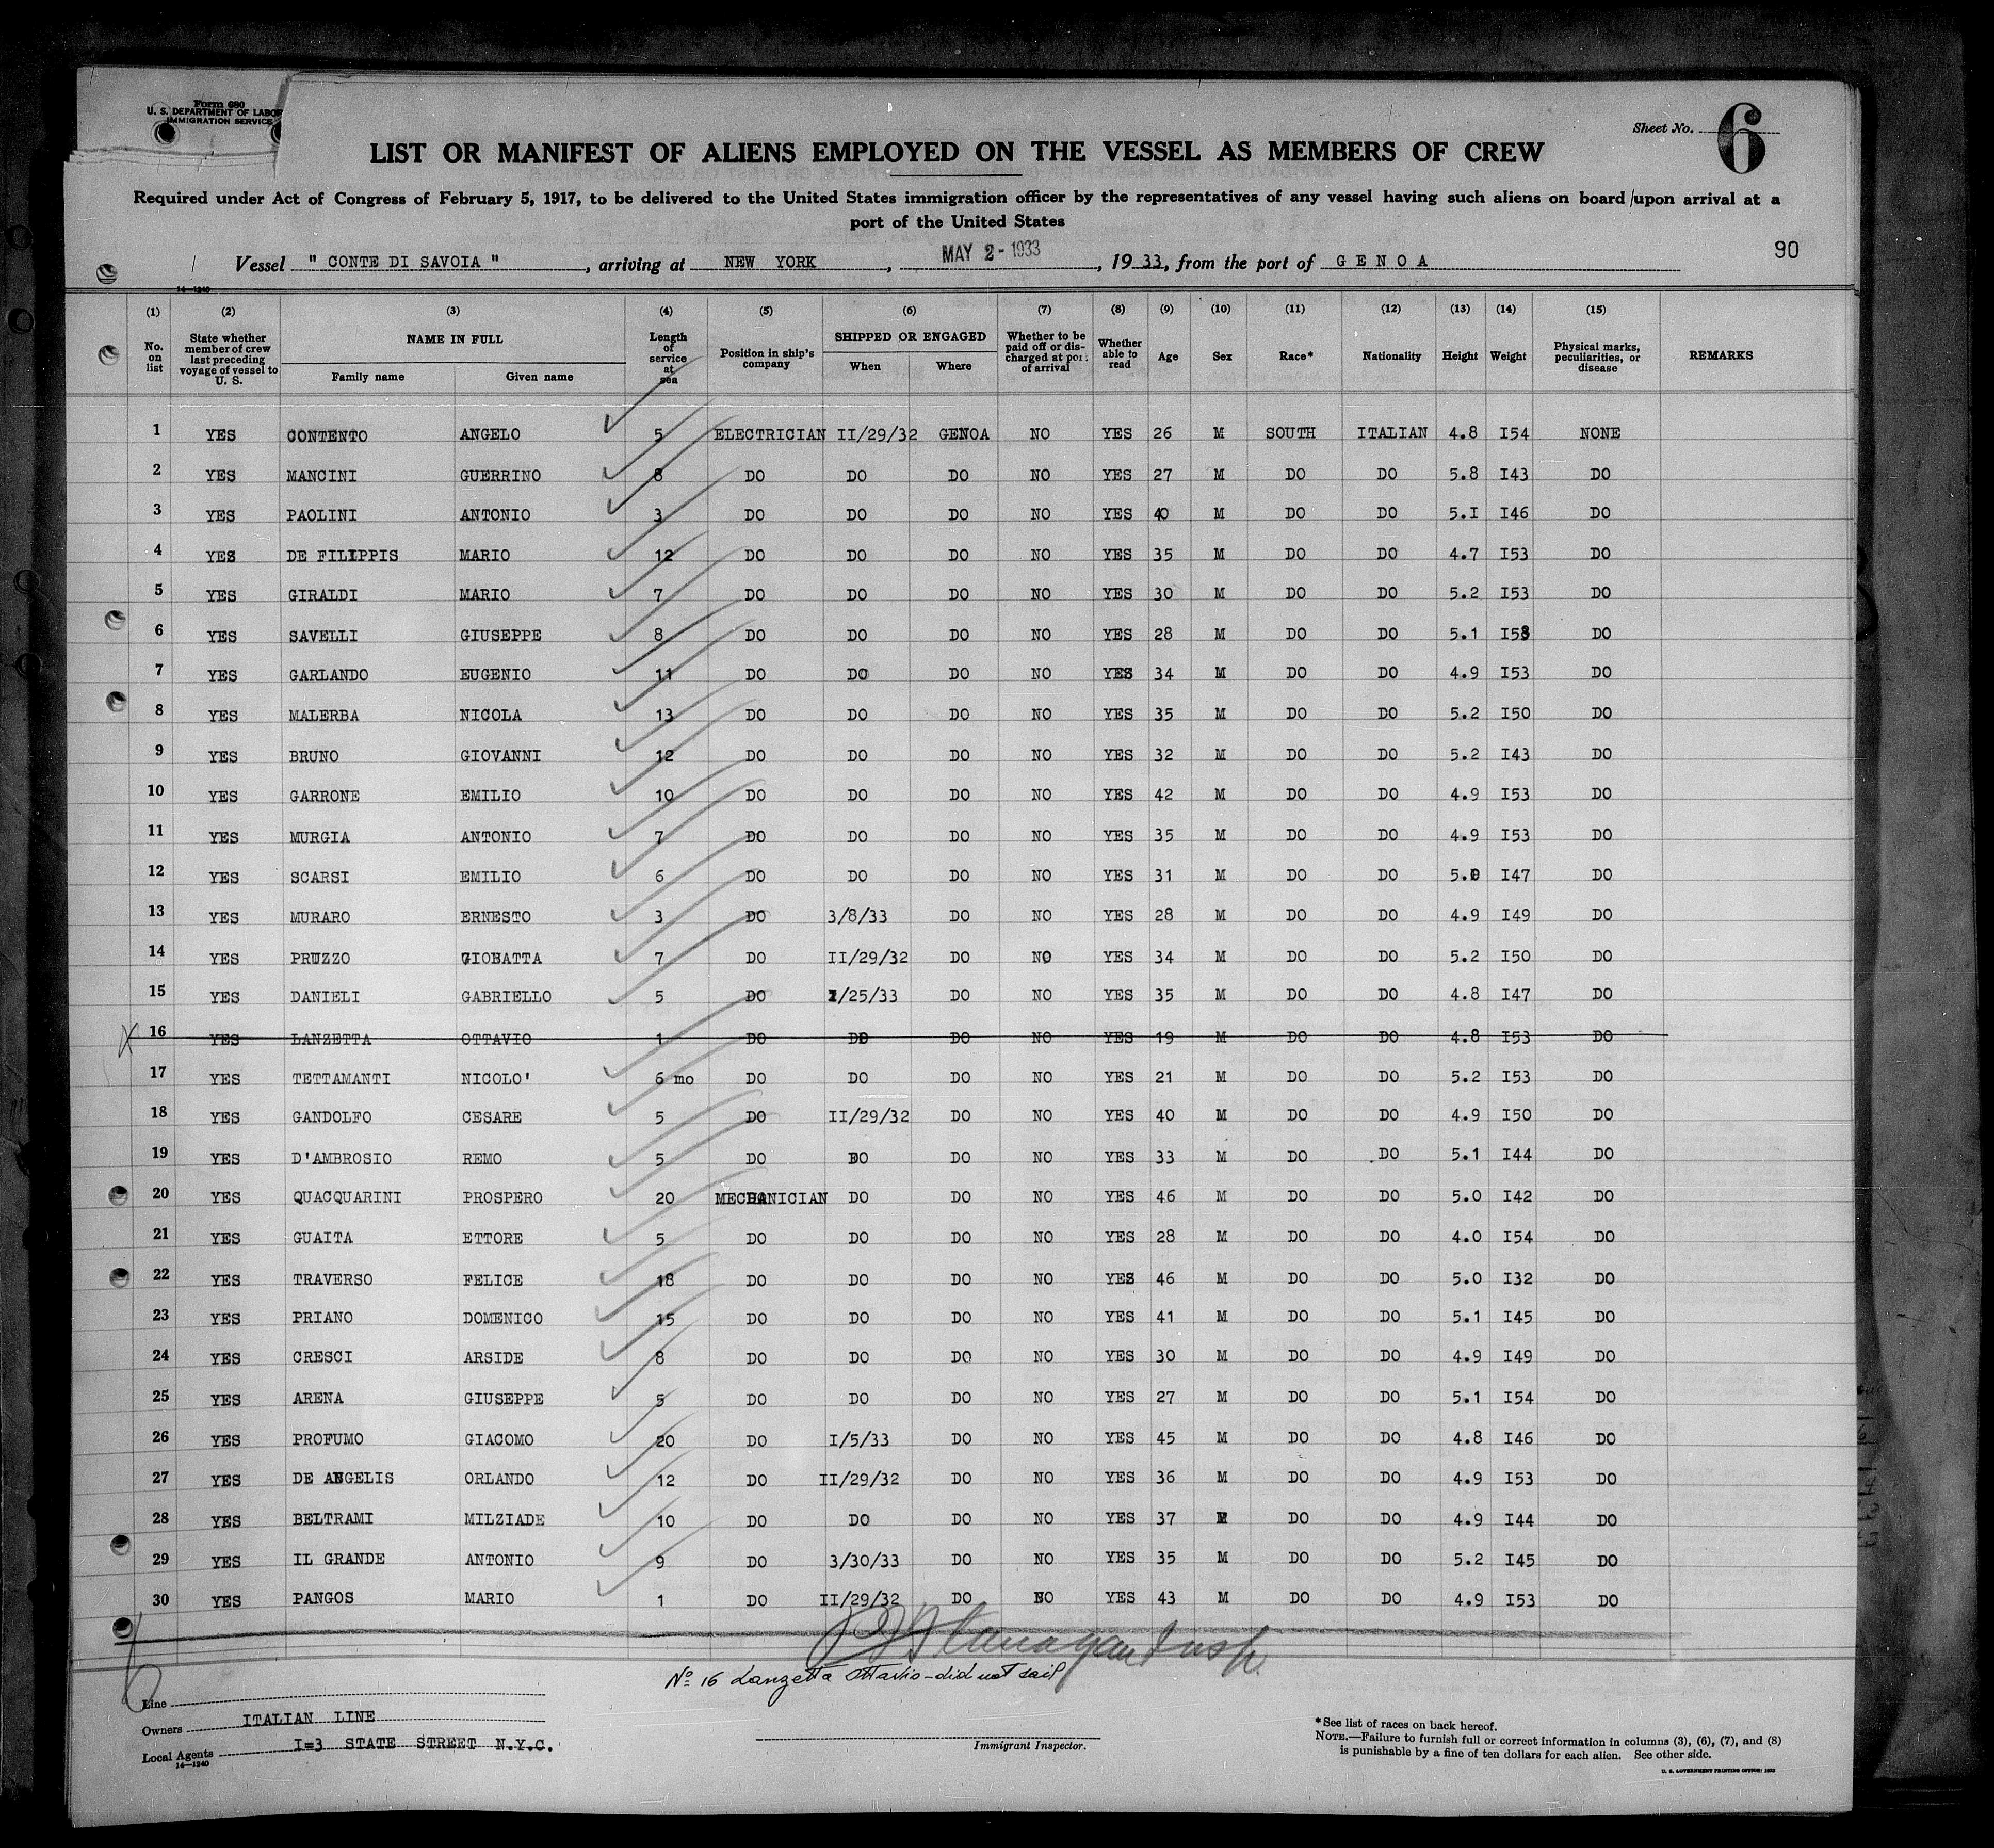 Form 680
U. S. DEPARTMENT OF LABOR
IMMIGRATION SERVICE
Sheet No. 6
LIST OR MANIFEST OF ALIENS EMPLOYED ON THE VESSEL AS MEMBERS OF CREW
Required under Act of Congress of February 5, 1917, to be delivered to the United States immigration officer by the representatives of any vessel having such aliens on board upon arrival at a
port of the United States
90
Vessel " CONTE DI SAVOIA ", arriving at NEW YORK, MAY 2 - 1933, 1933, from the port of GENOA
14—1240
(1) (2) (3) (4) (5) (6) (7) (8) (9) (10) (11) (12) (13) (14) (15)
No. on list | State whether member of crew last preceding voyage of vessel to U. S. | NAME IN FULL Family name Given name | Length of service at sea | Position in ship's company | SHIPPED OR ENGAGED When Where | Whether to be paid off or discharged at port of arrival | Whether able to read | Age | Sex | Race* | Nationality | Height | Weight | Physical marks, peculiarities, or disease | REMARKS
1 YES CONTENTO ANGELO 5 ELECTRICIAN II/29/32 GENOA NO YES 26 M SOUTH ITALIAN 4.8 I54 NONE
2 YES MANCINI GUERRINO 8 DO DO DO NO YES 27 M DO DO 5.8 I43 DO
3 YES PAOLINI ANTONIO 3 DO DO DO NO YES 40 M DO DO 5.I I46 DO
4 YES DE FILIPPIS MARIO 12 DO DO DO NO YES 35 M DO DO 4.7 I53 DO
5 YES GIRALDI MARIO 7 DO DO DO NO YES 30 M DO DO 5.2 I53 DO
6 YES SAVELLI GIUSEPPE 8 DO DO DO NO YES 28 M DO DO 5.1 I53 DO
7 YES GARLANDO EUGENIO 11 DO DO DO NO YES 34 M DO DO 4.9 I53 DO
8 YES MALERBA NICOLA 13 DO DO DO NO YES 35 M DO DO 5.2 I50 DO
9 YES BRUNO GIOVANNI 12 DO DO DO NO YES 32 M DO DO 5.2 I43 DO
10 YES GARRONE EMILIO 10 DO DO DO NO YES 42 M DO DO 4.9 I53 DO
11 YES MURGIA ANTONIO 7 DO DO DO NO YES 35 M DO DO 4.9 I53 DO
12 YES SCARSI EMILIO 6 DO DO DO NO YES 31 M DO DO 5.0 I47 DO
13 YES MURARO ERNESTO 3 DO 3/8/33 DO NO YES 28 M DO DO 4.9 I49 DO
14 YES PRUZZO GIOBATTA 7 DO II/29/32 DO NO YES 34 M DO DO 5.2 I50 DO
15 YES DANIELI GABRIELLO 5 DO /25/33 DO NO YES 35 M DO DO 4.8 I47 DO
16 YES LANZETTA OTTAVIO 1 DO DO DO NO YES 19 M DO DO 4.8 I53 DO
17 YES TETTAMANTI NICOLO' 6 mo DO DO DO NO YES 21 M DO DO 5.2 I53 DO
18 YES GANDOLFO CESARE 5 DO II/29/32 DO NO YES 40 M DO DO 4.9 I50 DO
19 YES D'AMBROSIO REMO 5 DO DO DO NO YES 33 M DO DO 5.1 I44 DO
20 YES QUACQUARINI PROSPERO 20 MECHANICIAN DO DO NO YES 46 M DO DO 5.0 I42 DO
21 YES GUAITA ETTORE 5 DO DO DO NO YES 28 M DO DO 4.0 I54 DO
22 YES TRAVERSO FELICE 18 DO DO DO NO YES 46 M DO DO 5.0 I32 DO
23 YES PRIANO DOMENICO 15 DO DO DO NO YES 41 M DO DO 5.1 I45 DO
24 YES CRESCI ARSIDE 8 DO DO DO NO YES 30 M DO DO 4.9 I49 DO
25 YES ARENA GIUSEPPE 5 DO DO DO NO YES 27 M DO DO 5.1 I54 DO
26 YES PROFUMO GIACOMO 20 DO I/5/33 DO NO YES 45 M DO DO 4.8 I46 DO
27 YES DE ANGELIS ORLANDO 12 DO II/29/32 DO NO YES 36 M DO DO 4.9 I53 DO
28 YES BELTRAMI MILZIADE 10 DO DO DO NO YES 37 M DO DO 4.9 I44 DO
29 YES IL GRANDE ANTONIO 9 DO 3/30/33 DO NO YES 35 M DO DO 5.2 I45 DO
30 YES PANGOS MARIO 1 DO II/29/32 DO NO YES 43 M DO DO 4.9 I53 DO
Insp.
No 16 Lanzetta Ottavio - did not sail
Line
Owners ITALIAN LINE
Local Agents I=3 STATE STREET N.Y.C.
14—1240
Immigrant Inspector.
*See list of races on back hereof.
NOTE.—Failure to furnish full or correct information in columns (3), (6), (7), and (8)
is punishable by a fine of ten dollars for each alien. See other side.
U. S. GOVERNMENT PRINTING OFFICE: